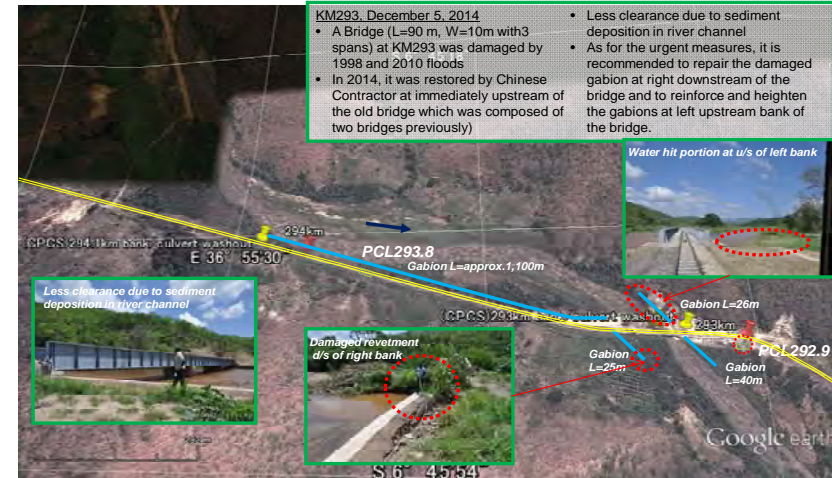 KM293, December 5, 2014
• A Bridge (L=90 m, W=10m with3
spans) at KM293 was damaged by
1998 and 2010 floods
• In 2014, it was restored by Chinese
Contractor at immediately upstream of
the old bridge which was composed of
two bridges previously)
• Less clearance due to sediment
deposition in river channel
• As for the urgent measures, it is
recommended to repair the damaged
gabion at right downstream of the
bridge and to reinforce and heighten
the gabions at left upstream bank of
the bridge.
Water hit portion at u/s of left bank
294km
(CPCS)294.1km bank, culvert washout
E 36° 55'30"
PCL293.8
Gabion L=approx.1,100m
Less clearance due to sediment
deposition in river channel
Gabion L=26m
(CPCS)293km
culvert washout
293km
PCL292.9
Damaged revetment
d/s of right bank
Gabion
L=25m
Gabion
L=40m
Google earth
S 6° 45'54"